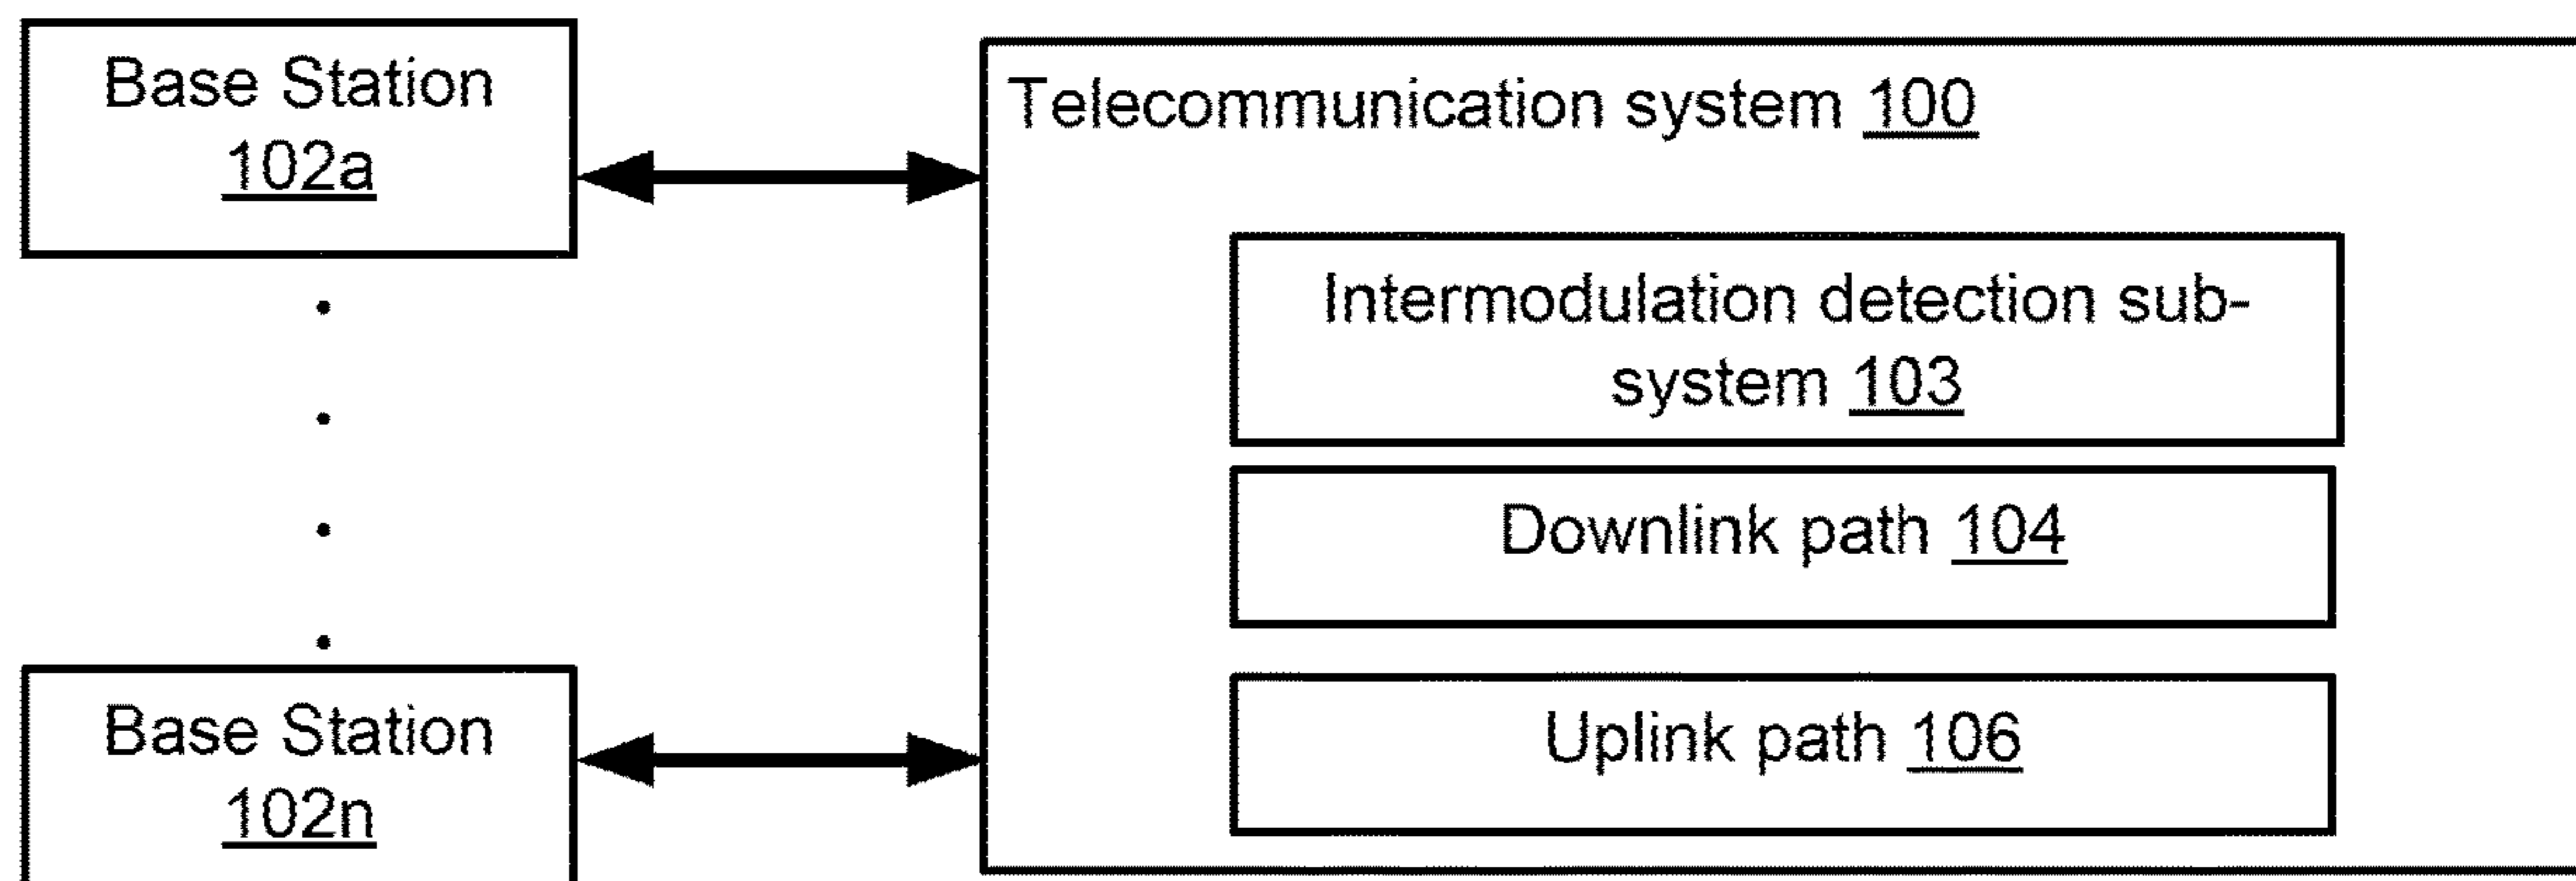 Base Station
102a
Telecommunication system 100
Intermodulation detection sub-
system 103
Downlink path 104
Uplink path 106
Base Station
102n